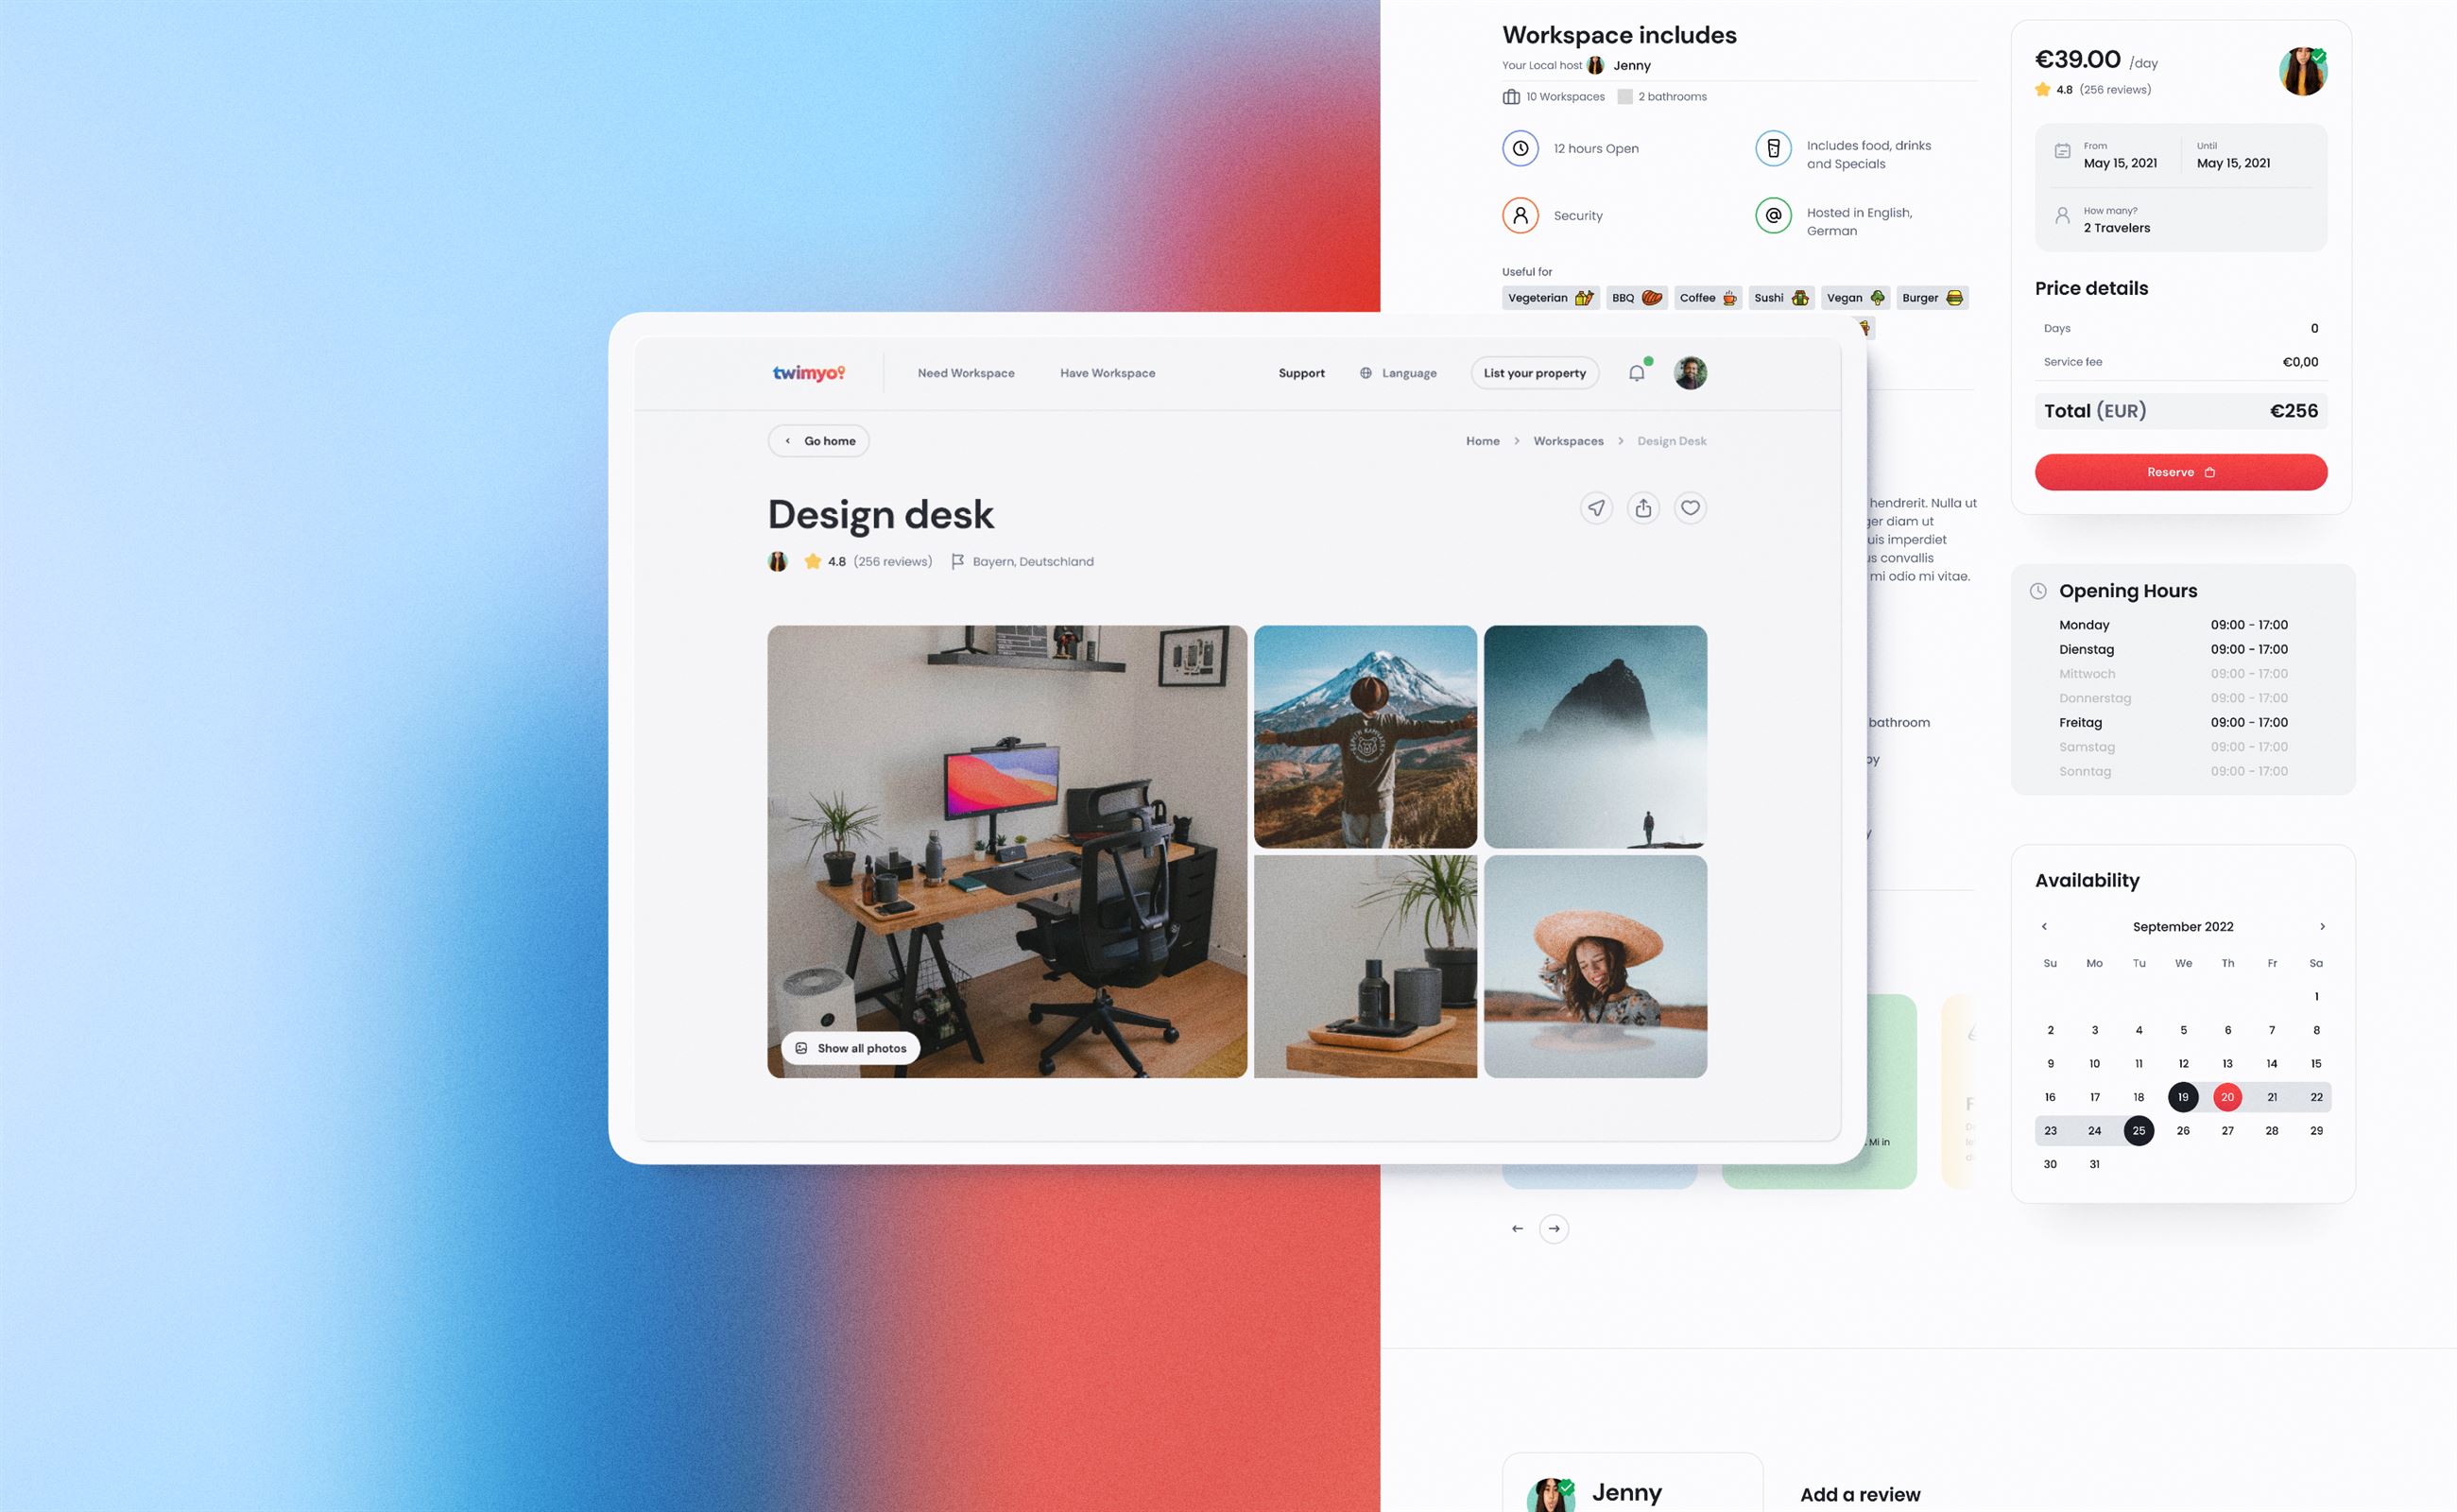 Workspace includes
Your Local host Jenny
10 Workspaces 2 bathrooms
12 hours Open
Includes food, drinks
and Specials
Security
Hosted in English,
German
Useful for
Vegeterian BBQ Coffee Sushi Vegan Burger
€39.00 /day
4.8 (256 reviews)
From
May 15, 2021
Until
May 15, 2021
How many?
2 Travelers
Price details
Days 0
Service fee €0,00
Total (EUR) €256
Reserve
twimyo
Need Workspace Have Workspace Support Language List your property
Go home
Home > Workspaces > Design Desk
Design desk
4.8 (256 reviews) Bayern, Deutschland
Show all photos
hendrerit. Nulla ut
ger diam ut
uis imperdiet
us convallis
mi odio mi vitae.
bathroom
Mi in
Opening Hours
Monday 09:00 - 17:00
Dienstag 09:00 - 17:00
Mittwoch 09:00 - 17:00
Donnerstag 09:00 - 17:00
Freitag 09:00 - 17:00
Samstag 09:00 - 17:00
Sonntag 09:00 - 17:00
Availability
September 2022
Su Mo Tu We Th Fr Sa
1
2 3 4 5 6 7 8
9 10 11 12 13 14 15
16 17 18 19 20 21 22
23 24 25 26 27 28 29
30 31
Jenny
Add a review